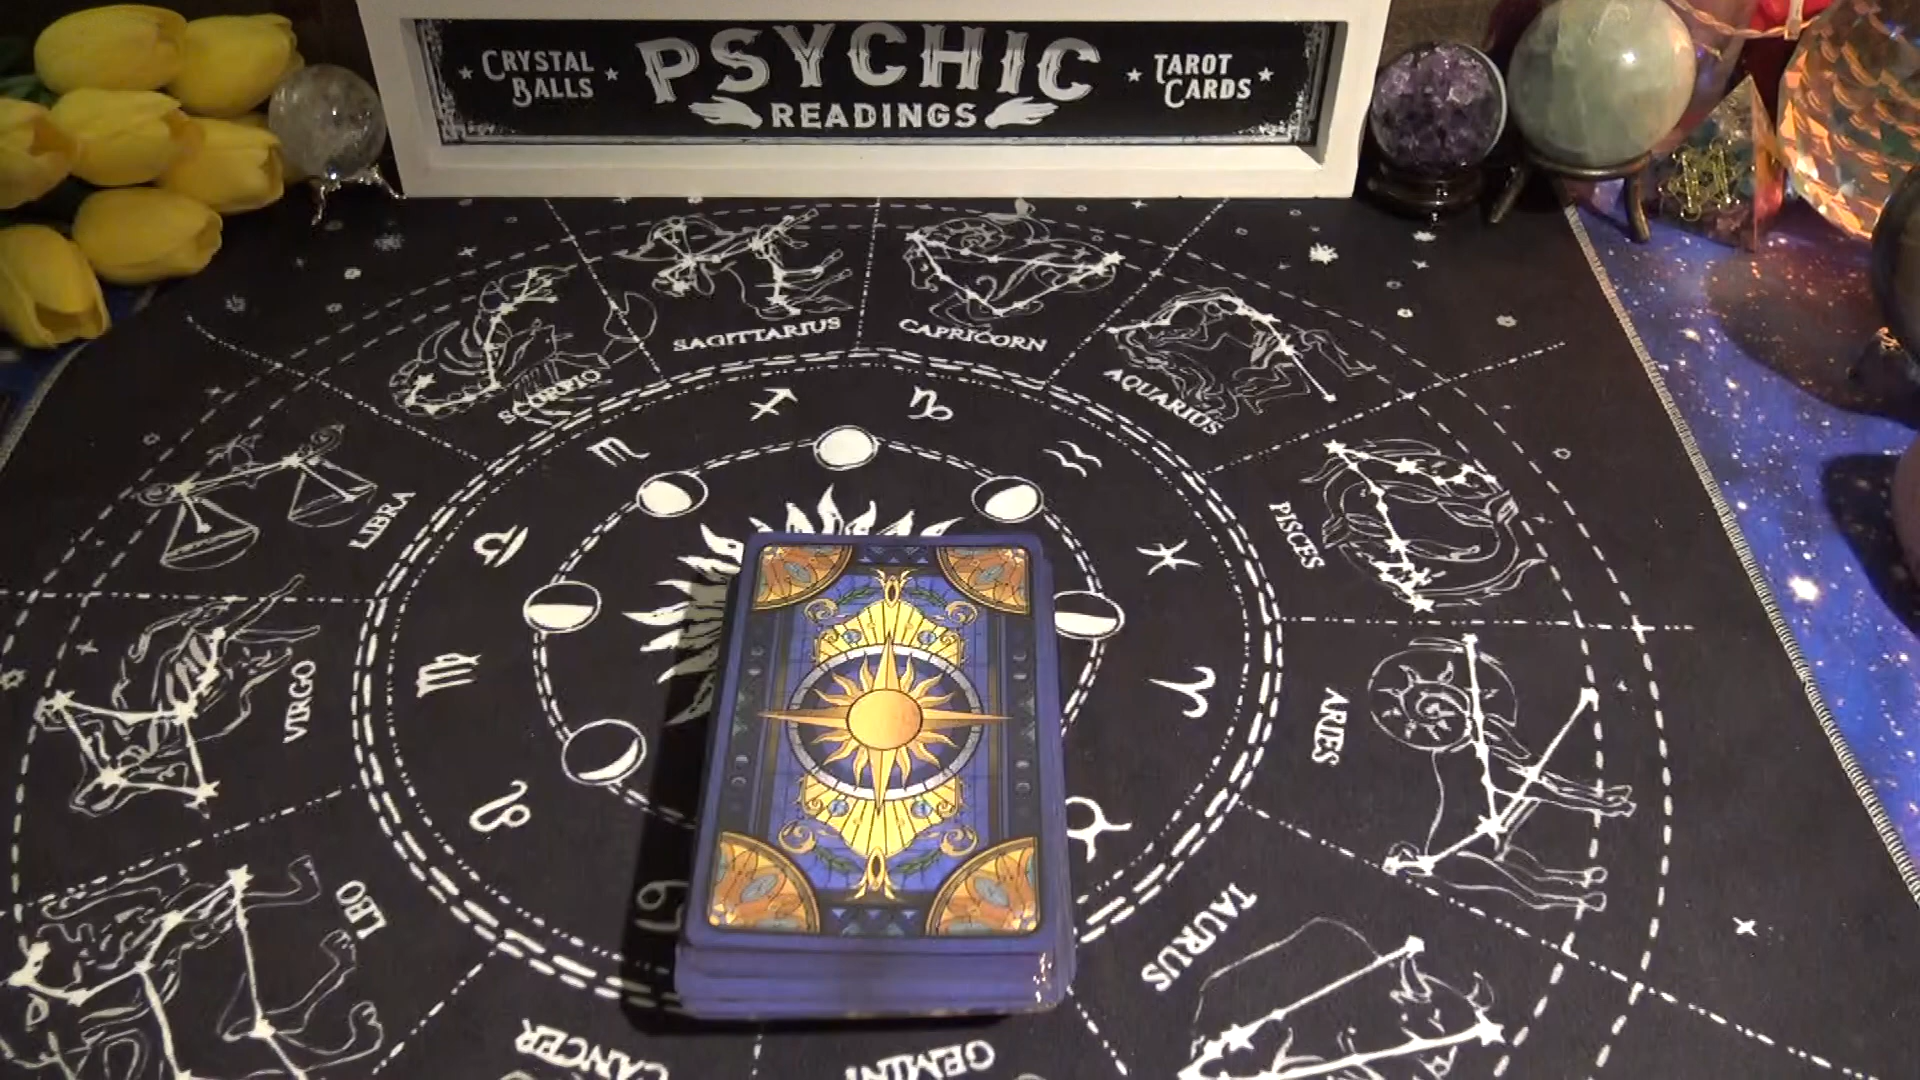 CRYSTAL BALLS
PSYCHIC
READINGS
TAROT CARDS
SAGITTARIUS
CAPRICORN
SCORPIO
AQUARIUS
LIBRA
PISCES
VIRGO
ARIES
LEO
TAURUS
CANCER
GEMINI